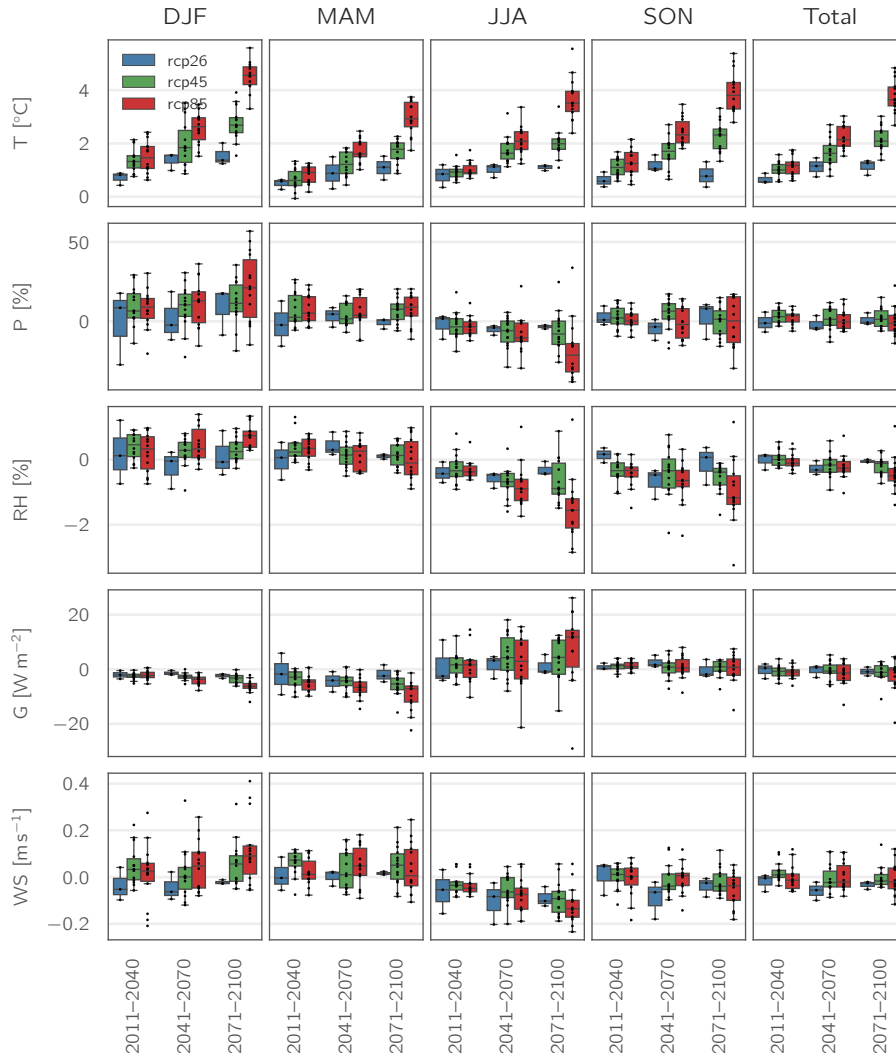 DJF MAM JJA SON Total
rcp26
rcp45
rcp85
T [°C]
4
2
0
P [%]
50
0
RH [%]
0
−2
G [W m⁻²]
20
0
−20
WS [m s⁻¹]
0.4
0.2
0.0
−0.2
2011–2040 2041–2070 2071–2100 2011–2040 2041–2070 2071–2100 2011–2040 2041–2070 2071–2100 2011–2040 2041–2070 2071–2100 2011–2040 2041–2070 2071–2100